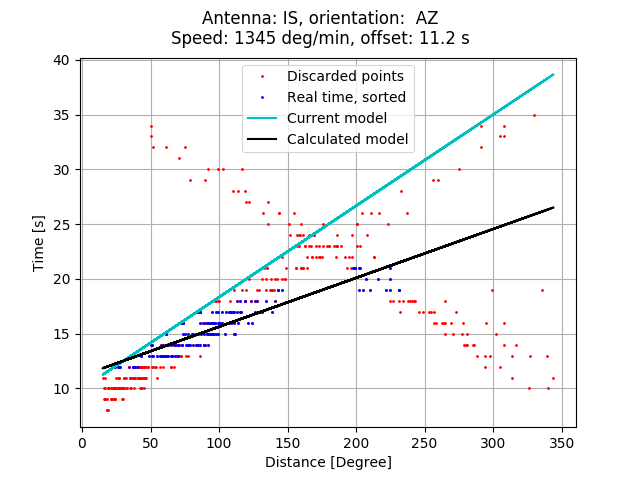 Antenna: IS, orientation:  AZ
Speed: 1345 deg/min, offset: 11.2 s
Discarded points
Real time, sorted
Current model
Calculated model
Time [s]
40
35
30
25
20
15
10
0 50 100 150 200 250 300 350
Distance [Degree]